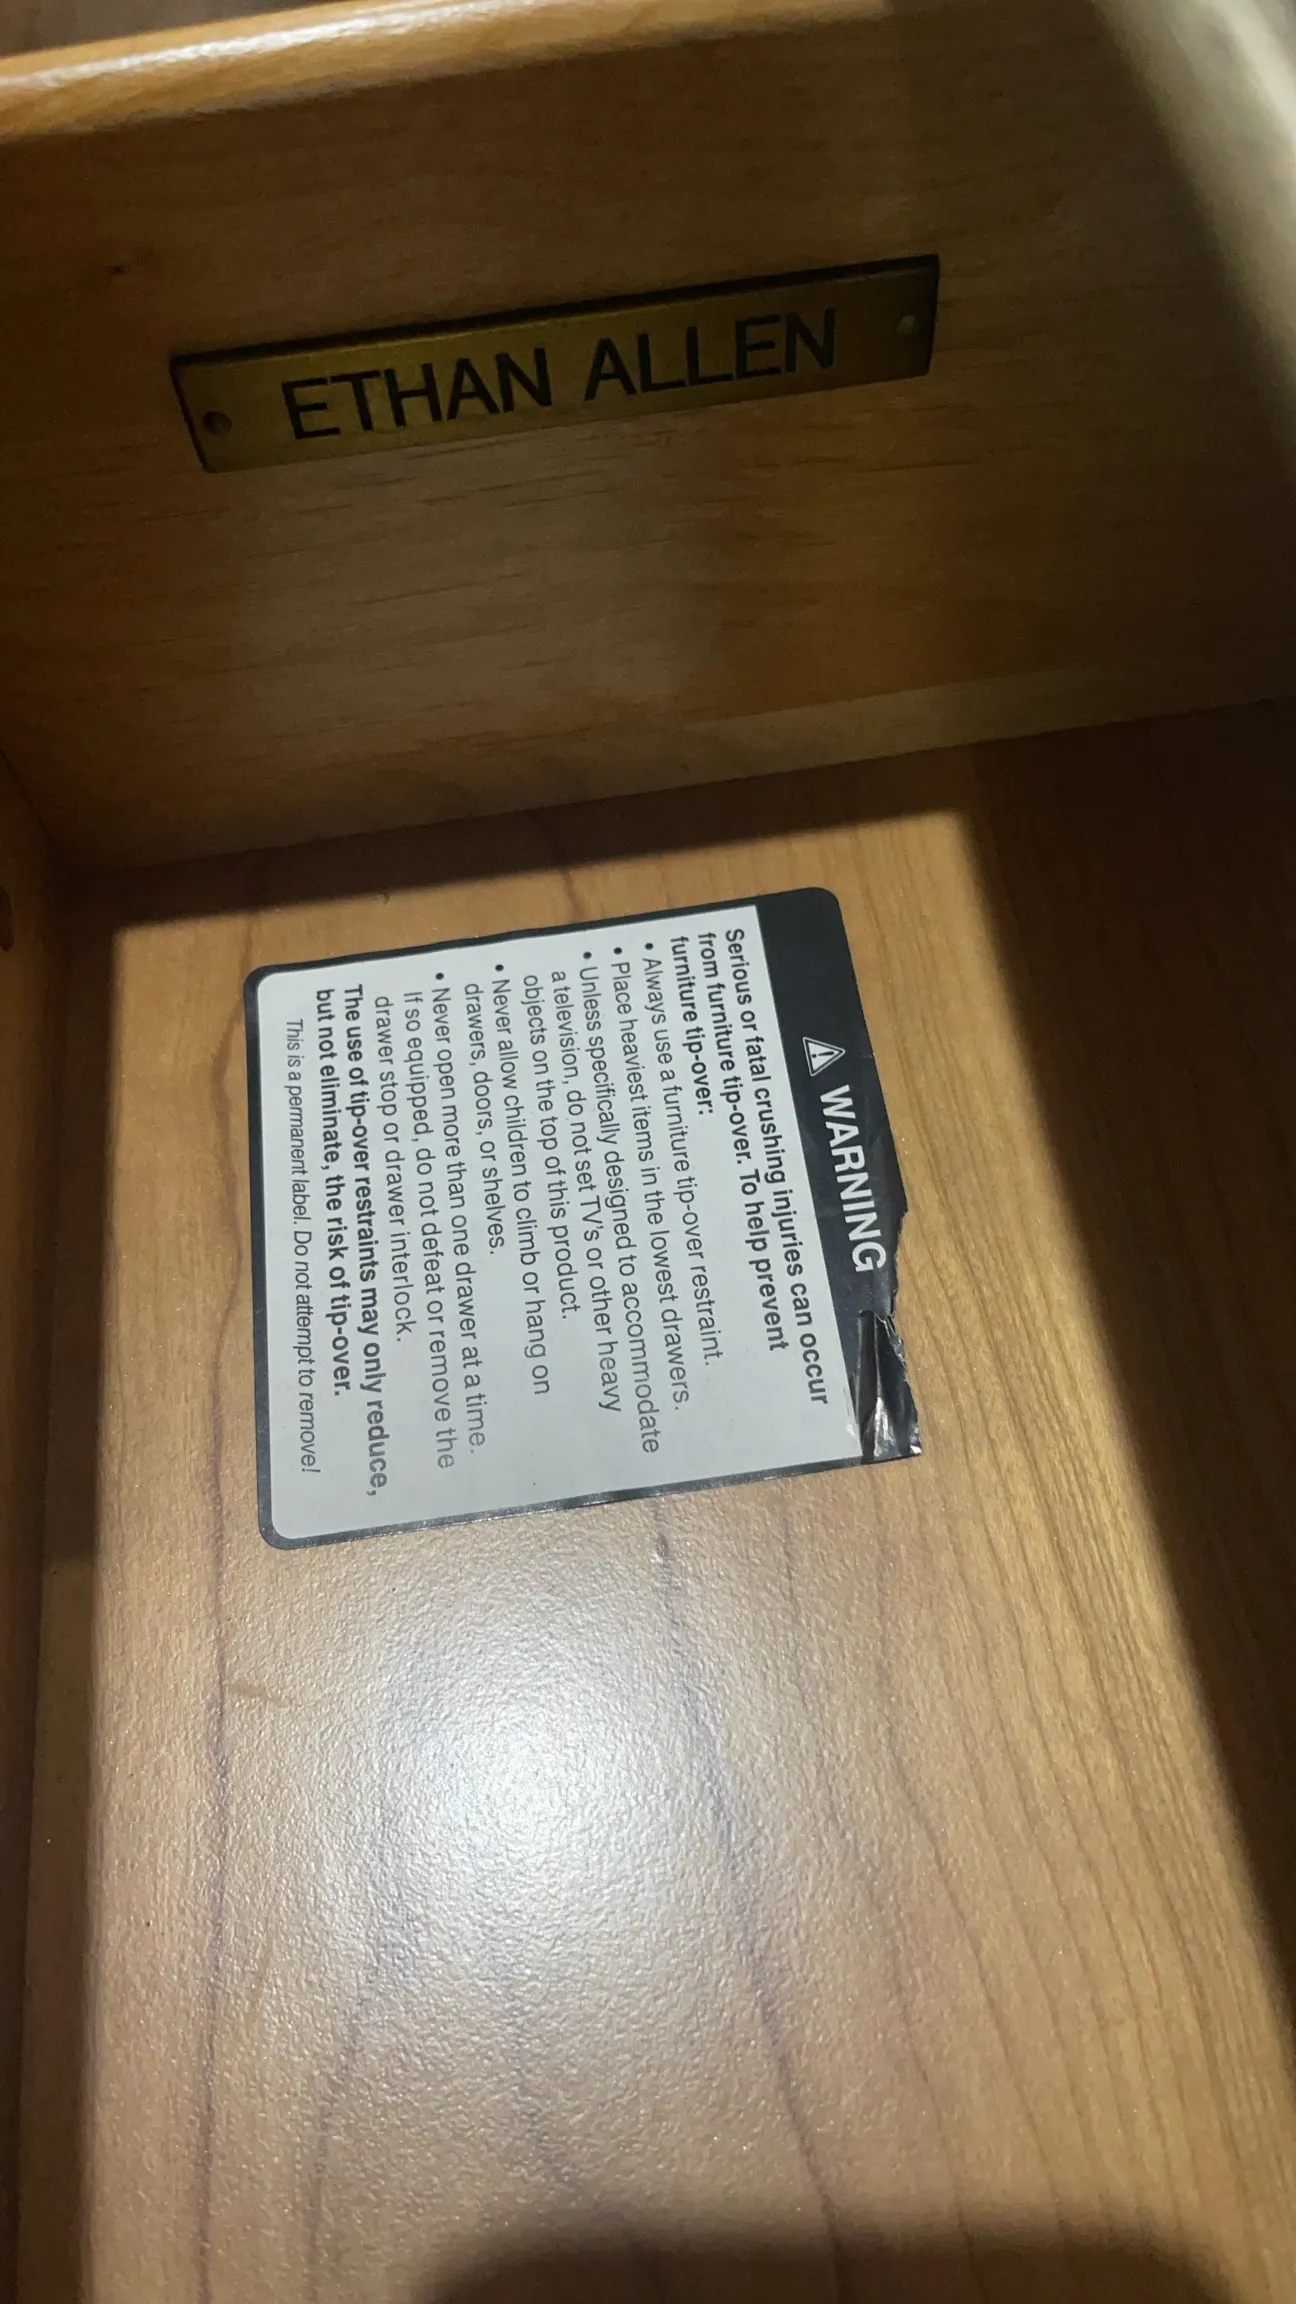 ETHAN ALLEN
⚠ WARNING
Serious or fatal crushing injuries can occur
from furniture tip-over. To help prevent
furniture tip-over:
• Always use a furniture tip-over restraint.
• Place heaviest items in the lowest drawers.
• Unless specifically designed to accommodate
a television, do not set TV's or other heavy
objects on the top of this product.
• Never allow children to climb or hang on
drawers, doors, or shelves.
• Never open more than one drawer at a time.
If so equipped, do not defeat or remove the
drawer stop or drawer interlock.
The use of tip-over restraints may only reduce,
but not eliminate, the risk of tip-over.
This is a permanent label. Do not attempt to remove!